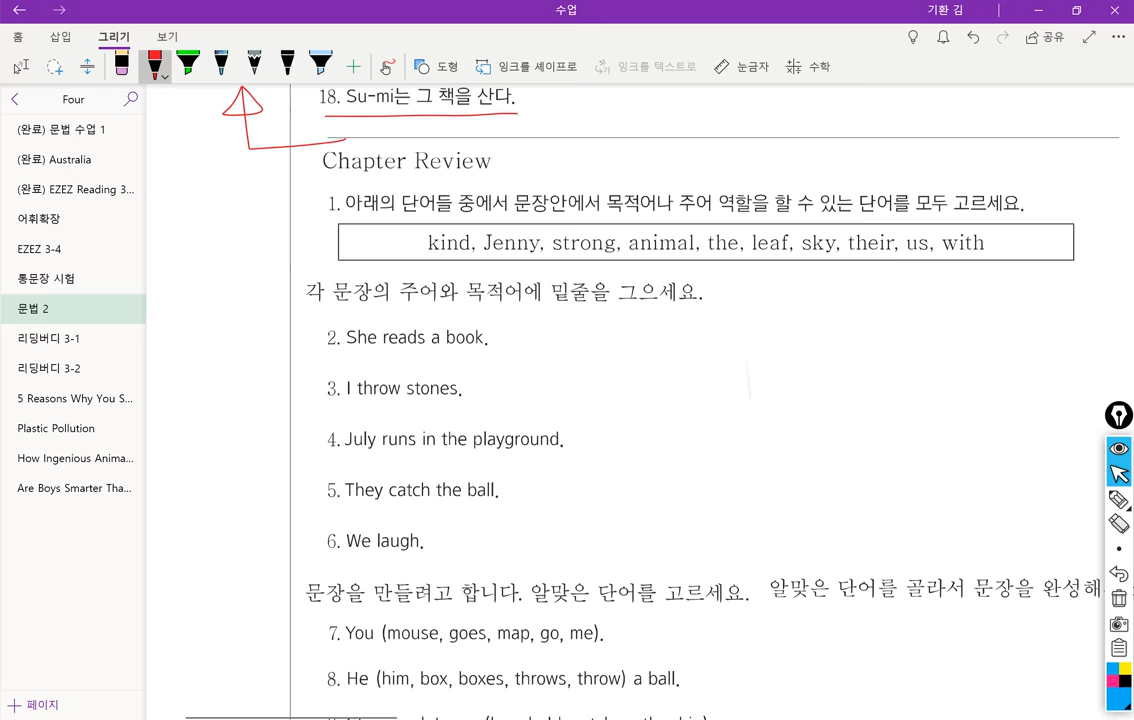 수업
기환 김
홈 삽입 그리기 보기
공유
도형 잉크를 셰이프로 잉크를 텍스트로 눈금자 수학
Four
(완료) 문법 수업 1
(완료) Australia
(완료) EZEZ Reading 3...
어휘확장
EZEZ 3-4
통문장 시험
문법 2
리딩버디 3-1
리딩버디 3-2
5 Reasons Why You S...
Plastic Pollution
How Ingenious Anima...
Are Boys Smarter Tha...
페이지
18. Su-mi는 그 책을 산다.
Chapter Review
1. 아래의 단어들 중에서 문장안에서 목적어나 주어 역할을 할 수 있는 단어를 모두 고르세요.
kind, Jenny, strong, animal, the, leaf, sky, their, us, with
각 문장의 주어와 목적어에 밑줄을 그으세요.
2. She reads a book.
3. I throw stones.
4. July runs in the playground.
5. They catch the ball.
6. We laugh.
문장을 만들려고 합니다. 알맞은 단어를 고르세요. 알맞은 단어를 골라서 문장을 완성해
7. You (mouse, goes, map, go, me).
8. He (him, box, boxes, throws, throw) a ball.